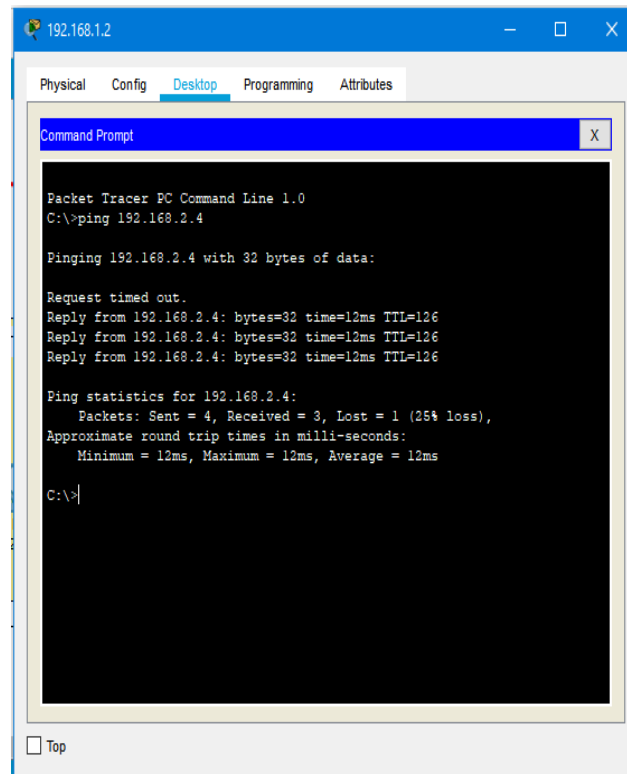 192.168.1.2
Physical Config Desktop Programming Attributes
Command Prompt X
Packet Tracer PC Command Line 1.0
C:\>ping 192.168.2.4
Pinging 192.168.2.4 with 32 bytes of data:
Request timed out.
Reply from 192.168.2.4: bytes=32 time=12ms TTL=126
Reply from 192.168.2.4: bytes=32 time=12ms TTL=126
Reply from 192.168.2.4: bytes=32 time=12ms TTL=126
Ping statistics for 192.168.2.4:
Packets: Sent = 4, Received = 3, Lost = 1 (25% loss),
Approximate round trip times in milli-seconds:
Minimum = 12ms, Maximum = 12ms, Average = 12ms
C:\>
Top